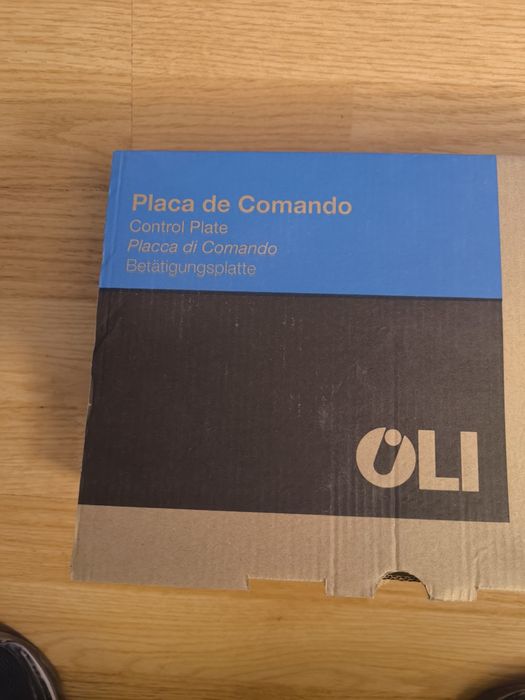 Placa de Comando
Control Plate
Placca di Comando
Betätigungsplatte
OLI